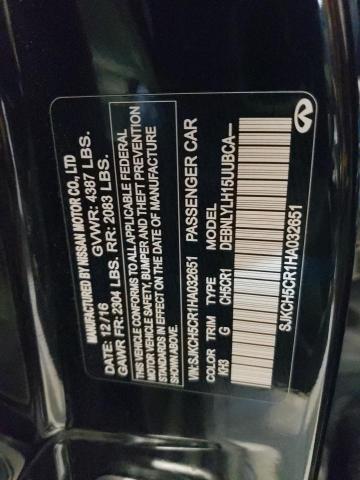 MANUFACTURED BY NISSAN MOTOR CO., LTD
DATE: 12/16 GVWR: 4387 LBS.
GAWR FR: 2304 LBS. RR: 2083 LBS.
THIS VEHICLE CONFORMS TO ALL APPLICABLE FEDERAL
MOTOR VEHICLE SAFETY, BUMPER AND THEFT PREVENTION
STANDARDS IN EFFECT ON THE DATE OF MANUFACTURE
SHOWN ABOVE.
VIN: SJKCH5CR1HA032651 PASSENGER CAR
COLOR TRIM TYPE MODEL
KH3 G CH5CR1 DEBNLYLH15UUBCA—
SJKCH5CR1HA032651